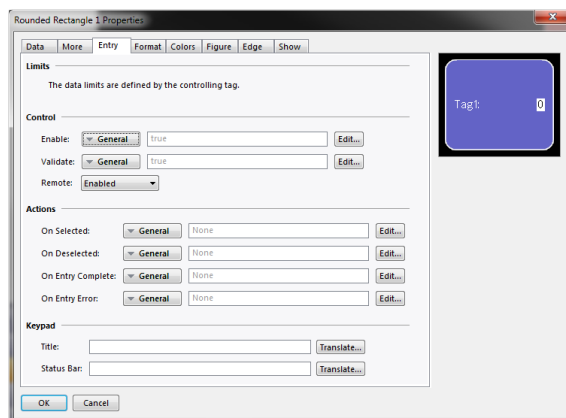 Rounded Rectangle 1 Properties
Data More Entry Format Colors Figure Edge Show
Limits
The data limits are defined by the controlling tag.
Control
Enable: General true Edit...
Validate: General true Edit...
Remote: Enabled
Actions
On Selected: General None Edit...
On Deselected: General None Edit...
On Entry Complete: General None Edit...
On Entry Error: General None Edit...
Keypad
Title: Translate...
Status Bar: Translate...
OK Cancel
Tag1: 0